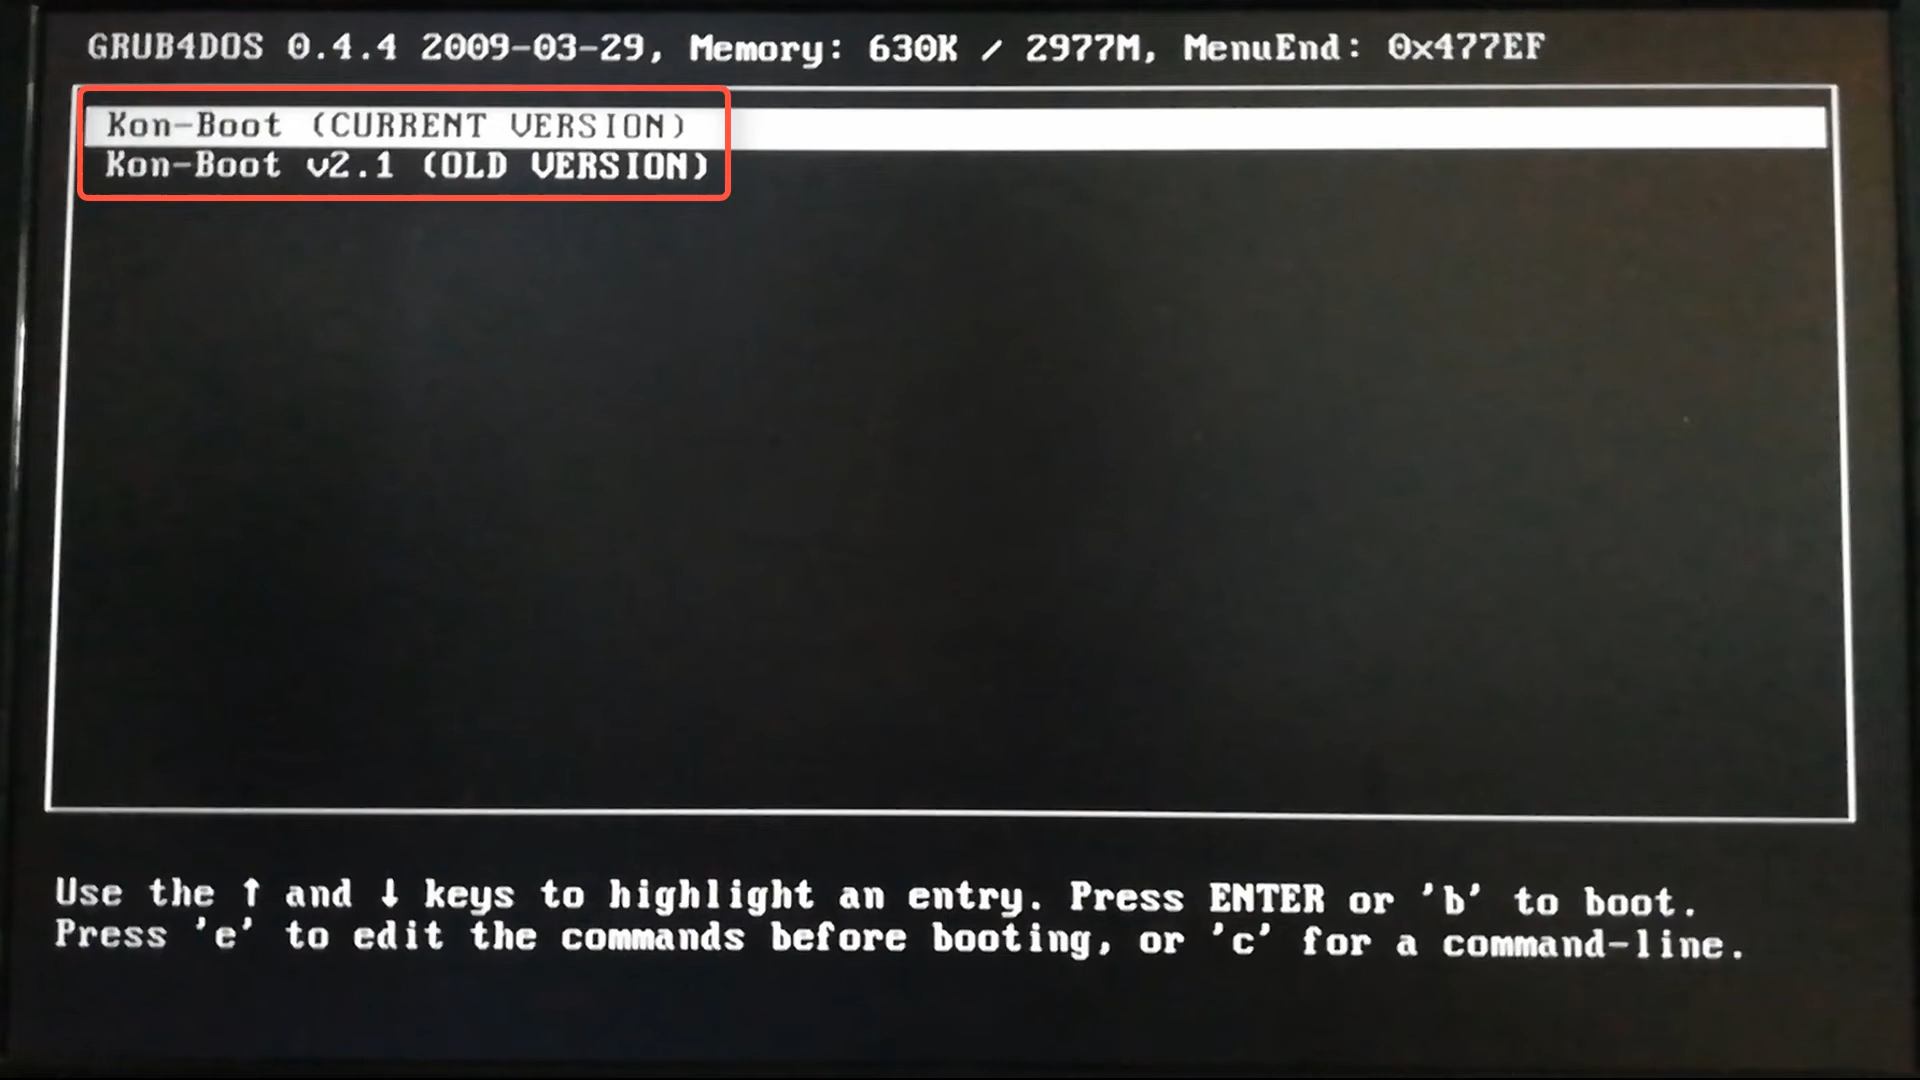 GRUB4DOS 0.4.4 2009-03-29, Memory: 630K / 2977M, MenuEnd: 0x477EF
Kon-Boot (CURRENT VERSION)
Kon-Boot v2.1 (OLD VERSION)
Use the ↑ and ↓ keys to highlight an entry. Press ENTER or 'b' to boot.
Press 'e' to edit the commands before booting, or 'c' for a command-line.